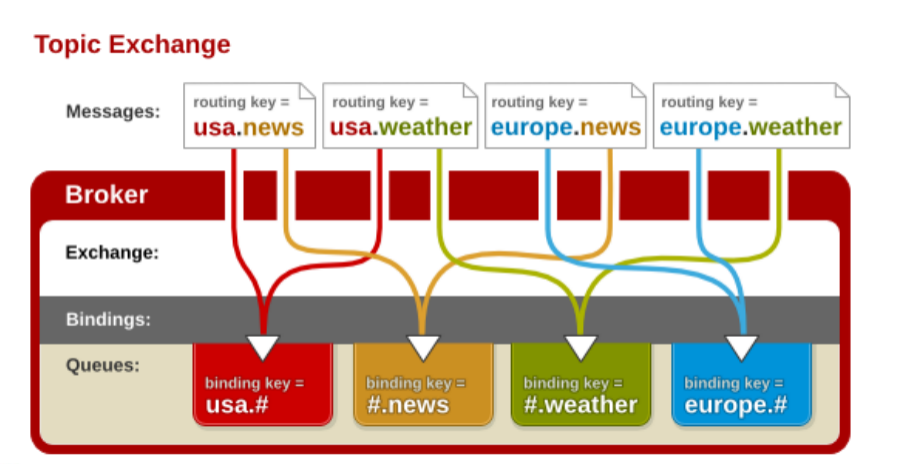 Topic Exchange
Messages:
routing key =
usa.news
routing key =
usa.weather
routing key =
europe.news
routing key =
europe.weather
Broker
Exchange:
Bindings:
Queues:
binding key =
usa.#
binding key =
#.news
binding key =
#.weather
binding key =
europe.#